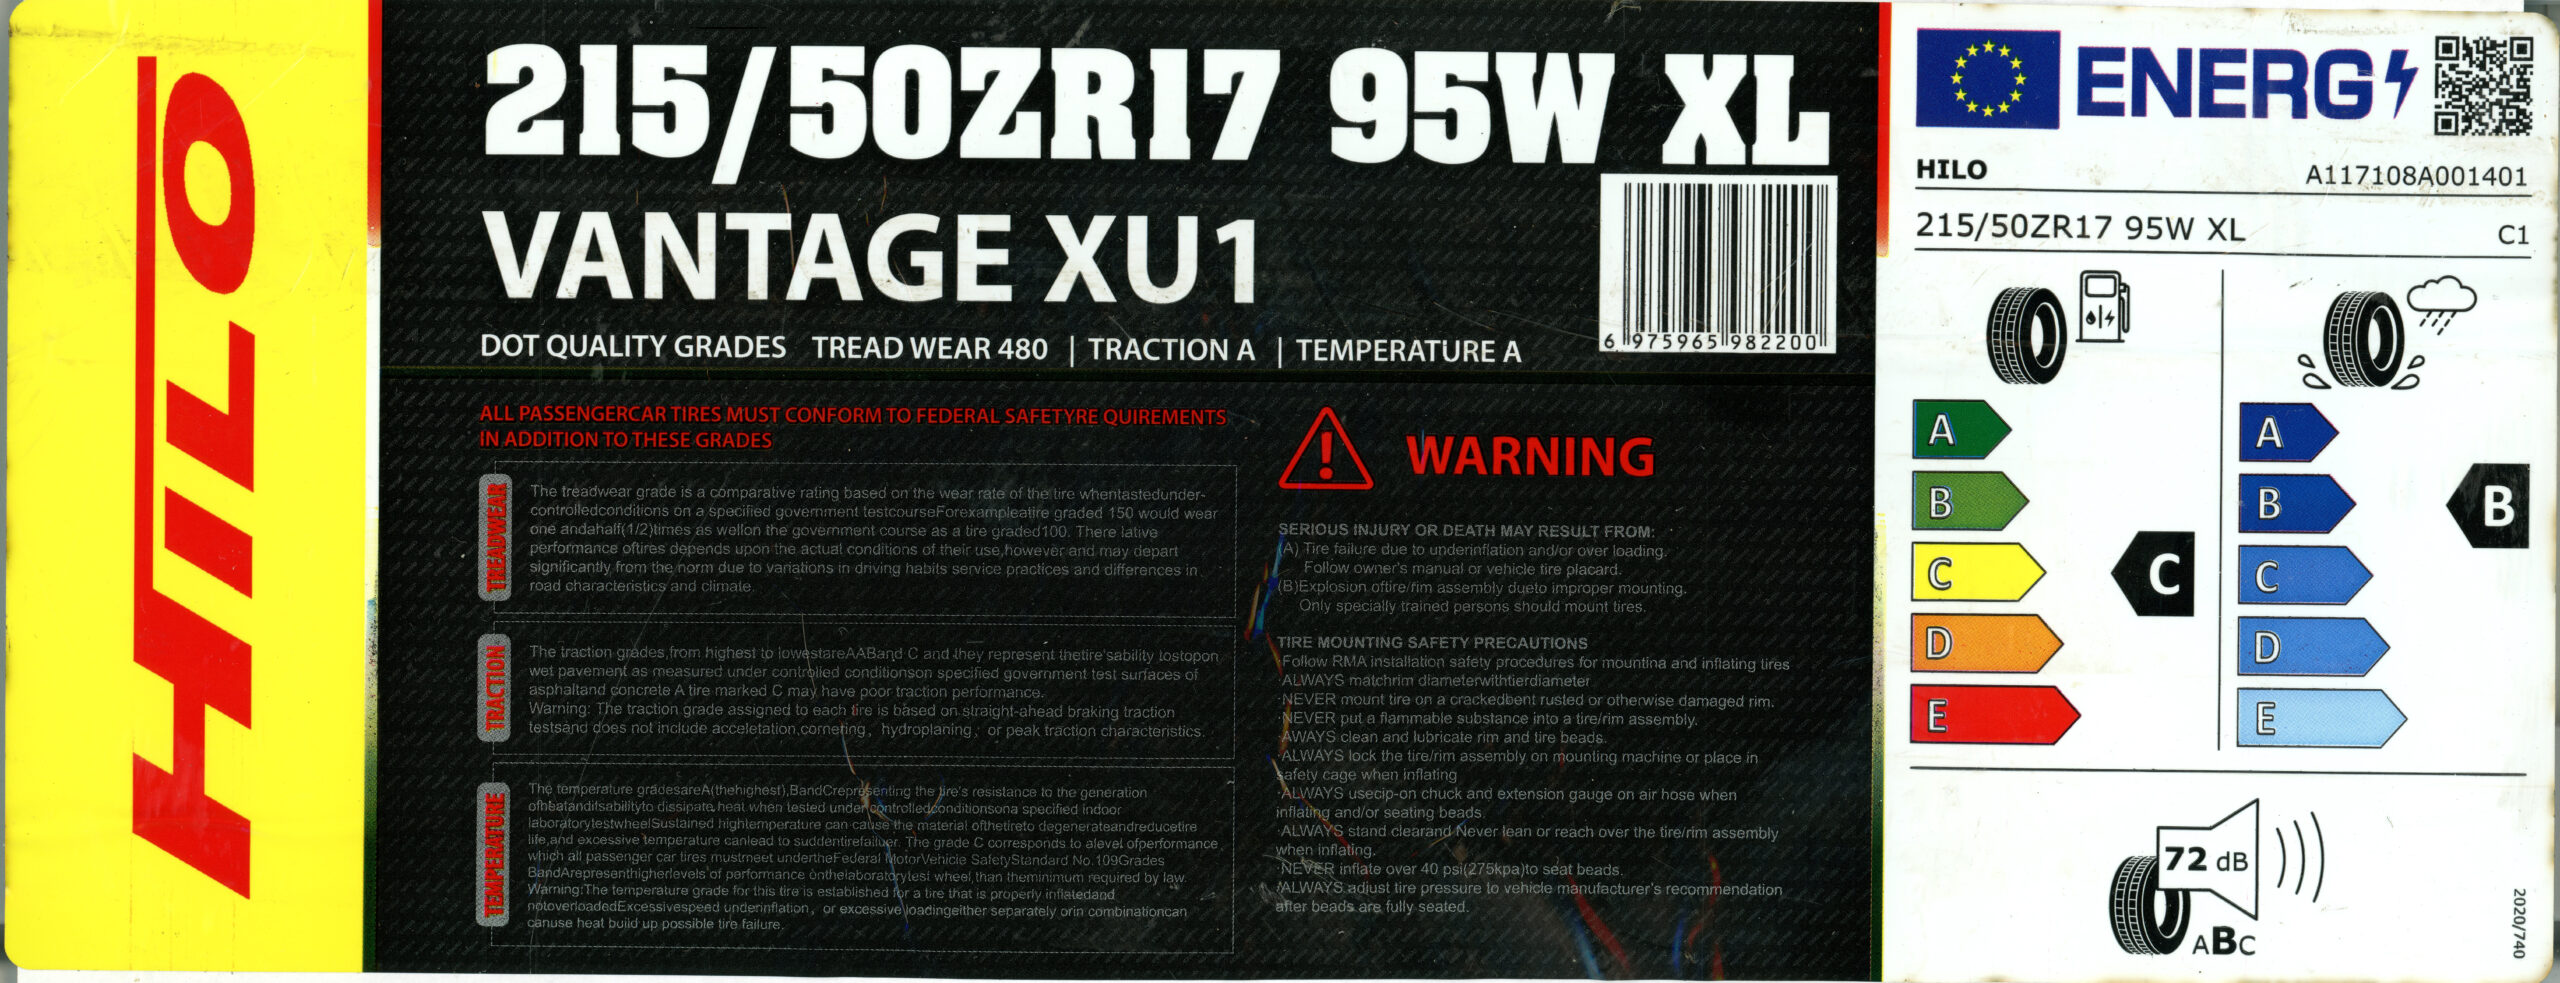 HILO
215/50ZR17 95W XL
VANTAGE XU1
DOT QUALITY GRADES TREAD WEAR 480 | TRACTION A | TEMPERATURE A
6 975965 982200
ALL PASSENGERCAR TIRES MUST CONFORM TO FEDERAL SAFETYRE QUIREMENTS
IN ADDITION TO THESE GRADES
TREADWEAR
The treadwear grade is a comparative rating based on the wear rate of the tire whentastedunder-
controlledconditions on a specified government testcourseForexampleatire graded 150 would wear
one andahalf(1/2)times as wellon the government course as a tire graded100. There lative
performance oftires depends upon the actual conditions of their use,however and may depart
significantly from the norm due to variations in driving habits service practices and differences in
road characteristics and climate.
TRACTION
The traction grades,from highest to lowestareAABand C and they represent thetire'sability tostopon
wet pavement as measured under controlled conditionson specified government test surfaces of
asphaltand concrete A tire marked C may have poor traction performance.
Warning: The traction grade assigned to each tire is based on straight-ahead braking traction
testsand does not include acceletation,cornering, hydroplaning, or peak traction characteristics.
TEMPERATURE
The temperature gradesareA(thehighest),BandCrepresenting the tire's resistance to the generation
ofheatanditsabilityto dissipate heat when tested under controlledconditionsona specified indoor
laboratorytestwheelSustained hightemperature can cause the material ofthetireto degenerateandreducetire
life,and excessive temperature canlead to suddentirefailuer. The grade C corresponds to alevel ofperformance
which all passenger car tires mustmeet undertheFederal MotorVehicle SafetyStandard No.109Grades
BandArepresenthigherlevels of performance onthelaboratorytest wheel,than theminimum required by law.
Warning:The temperature grade for this tire is established for a tire that is properly inflatedand
notoverloadedExcessivespeed underinflation, or excessive loadingeither separately orin combinationcan
canuse heat build up possible tire failure.
WARNING
SERIOUS INJURY OR DEATH MAY RESULT FROM:
(A) Tire failure due to underinflation and/or over loading.
Follow owner's manual or vehicle tire placard.
(B)Explosion oftire/rim assembly dueto improper mounting.
Only specially trained persons should mount tires.
TIRE MOUNTING SAFETY PRECAUTIONS
·Follow RMA installation safety procedures for mountina and inflating tires
·ALWAYS matchrim diameterwithtierdiameter
·NEVER mount tire on a crackedbent rusted or otherwise damaged rim.
·NEVER put a flammable substance into a tire/rim assembly.
·AWAYS clean and lubricate rim and tire beads.
·ALWAYS lock the tire/rim assembly on mounting machine or place in
safety cage when inflating
·ALWAYS usecip-on chuck and extension gauge on air hose when
inflating and/or seating beads.
·ALWAYS stand clearand Never lean or reach over the tire/rim assembly
when inflating.
·NEVER inflate over 40 psi(275kpa)to seat beads.
·ALWAYS adjust tire pressure to vehicle manufacturer's recommendation
after beads are fully seated.
ENERG
HILO A117108A001401
215/50ZR17 95W XL C1
A
B
C
D
E
C
A
B
C
D
E
B
72 dB
ABC
2020/740